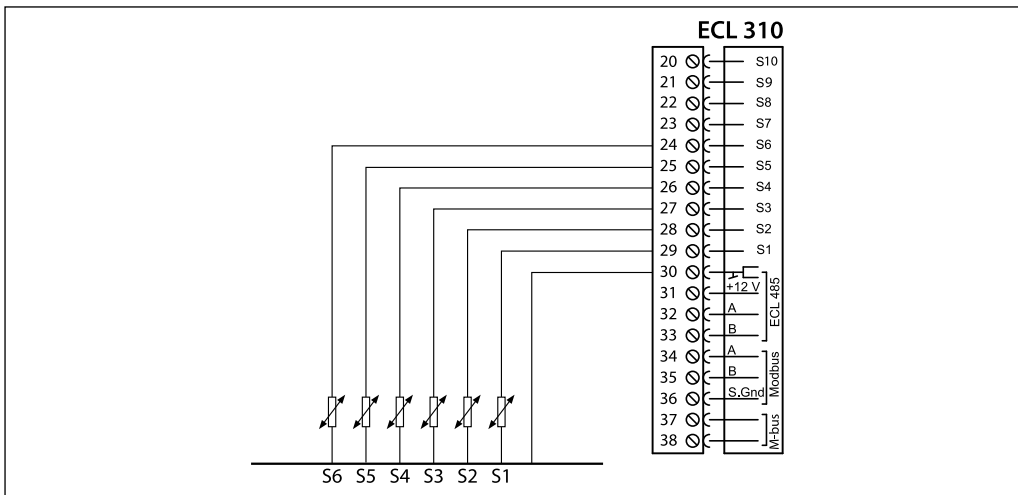 ECL 310
20 S10
21 S9
22 S8
23 S7
24 S6
25 S5
26 S4
27 S3
28 S2
29 S1
30
31 +12 V
32 A
33 B
ECL 485
34 A
35 B
36 S.Gnd
Modbus
37
38
M-bus
S6 S5 S4 S3 S2 S1